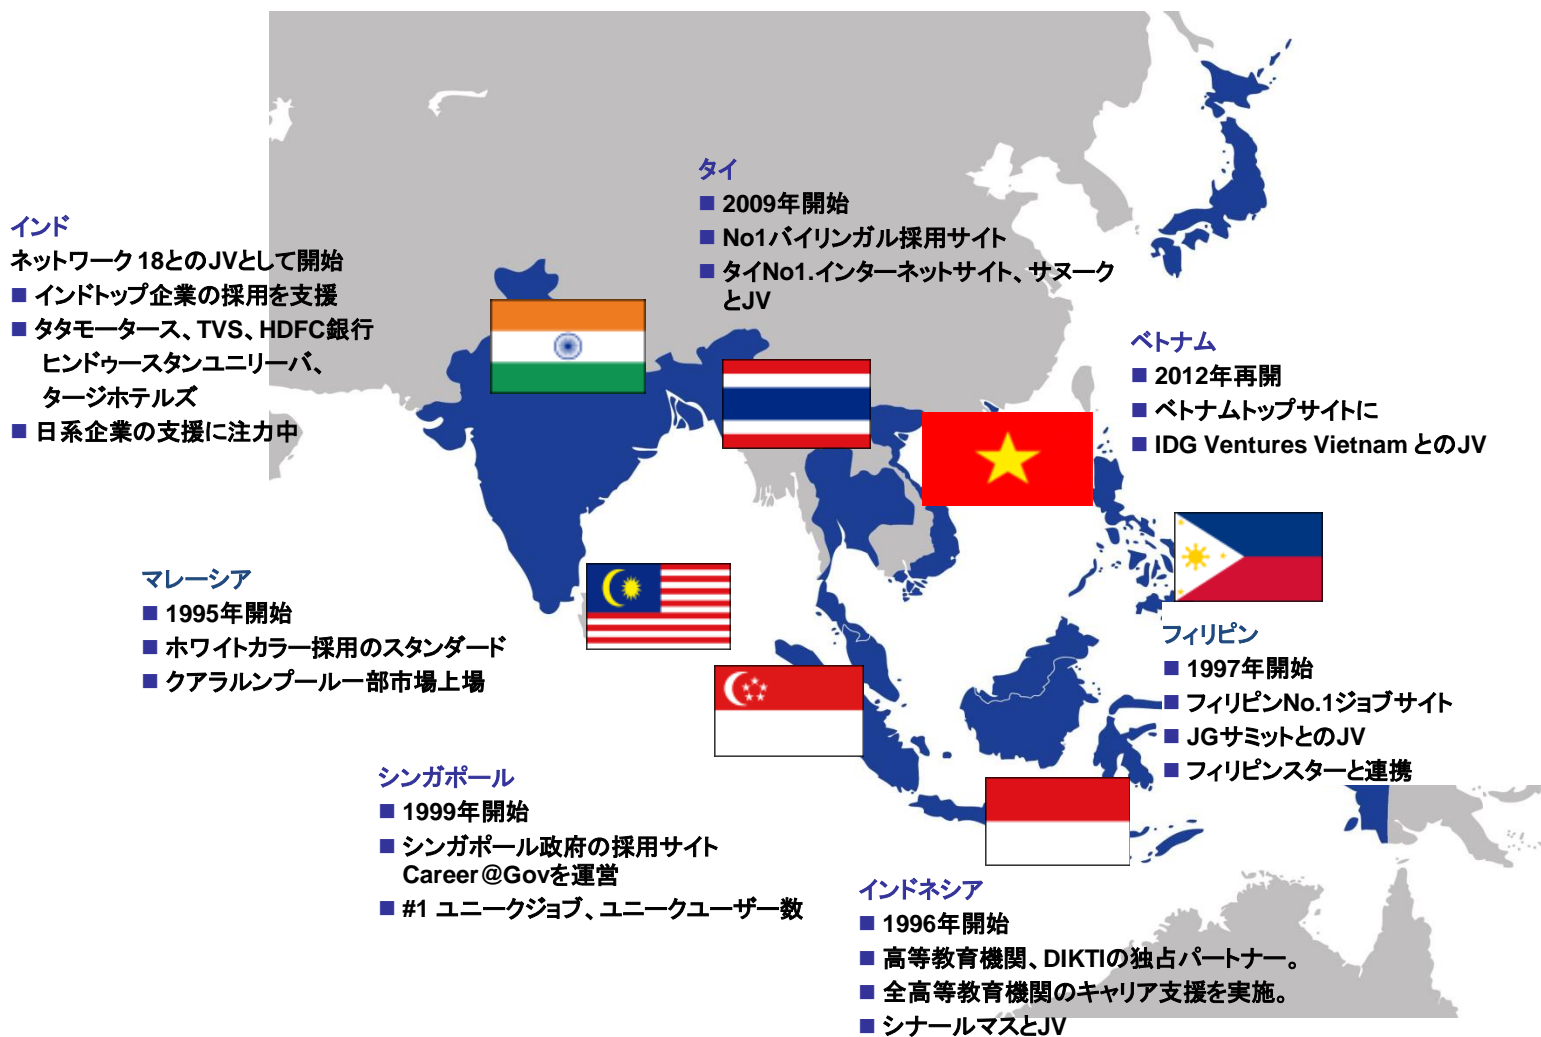 インド
ネットワーク 18とのJVとして開始
■ インドトップ企業の採用を支援
■ タタモータース、TVS、HDFC銀行
ヒンドゥースタンユニリーバ、
タージホテルズ
■ 日系企業の支援に注力中
タイ
■ 2009年開始
■ No1バイリンガル採用サイト
■ タイNo1.インターネットサイト、サヌーク
とJV
ベトナム
■ 2012年再開
■ ベトナムトップサイトに
■ IDG Ventures Vietnam とのJV
マレーシア
■ 1995年開始
■ ホワイトカラー採用のスタンダード
■ クアラルンプール一部市場上場
フィリピン
■ 1997年開始
■ フィリピンNo.1ジョブサイト
■ JGサミットとのJV
■ フィリピンスターと連携
シンガポール
■ 1999年開始
■ シンガポール政府の採用サイト
Career@Govを運営
■ #1 ユニークジョブ、ユニークユーザー数
インドネシア
■ 1996年開始
■ 高等教育機関、DIKTIの独占パートナー。
■ 全高等教育機関のキャリア支援を実施。
■ シナールマスとJV